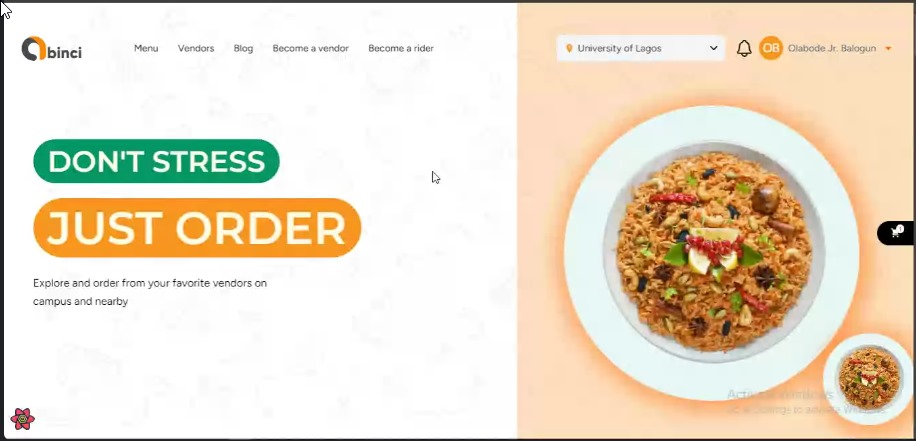 binci
Menu Vendors Blog Become a vendor Become a rider
University of Lagos
OB Olabode Jr. Balogun
DON'T STRESS
JUST ORDER
Explore and order from your favorite vendors on
campus and nearby
1
Activate Windows
to Settings to activate Windows.